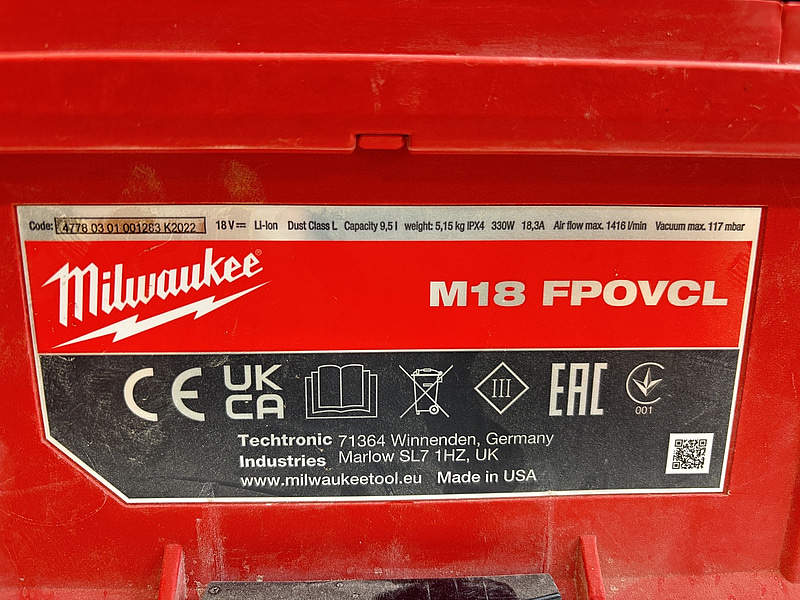 Code: 4778 03 01 001263 K2022 18 V Li-Ion Dust Class L Capacity 9,5 l weight: 5,15 kg IPX4 330W 18,3A Air flow max. 1416 l/min Vacuum max. 117 mbar
Milwaukee®
M18 FPOVCL
CE UK CA III EAC
001
Techtronic 71364 Winnenden, Germany
Industries Marlow SL7 1HZ, UK
www.milwaukeetool.eu Made in USA